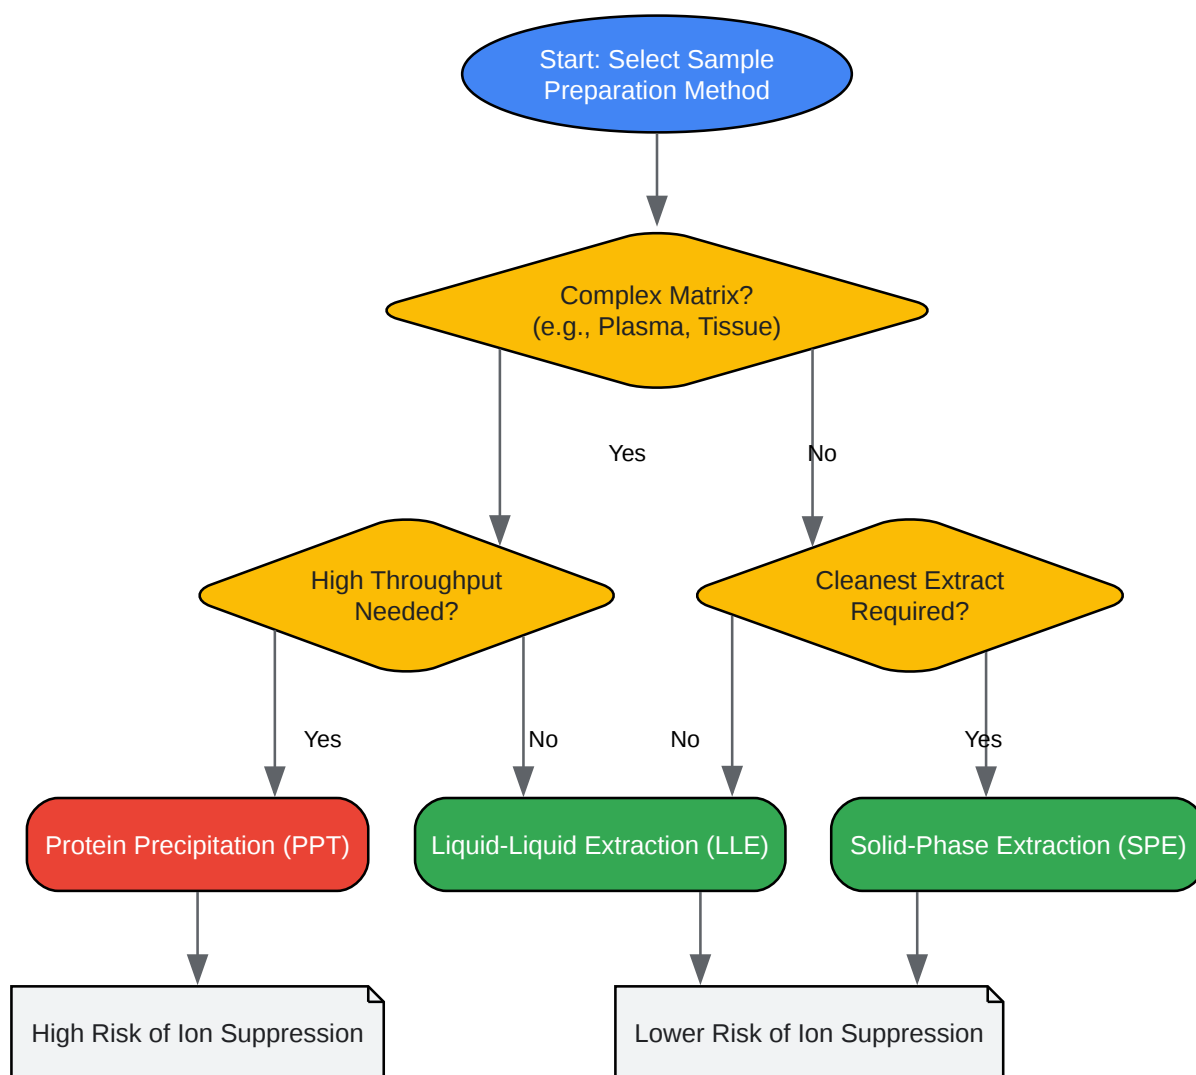 Start: Select Sample
Preparation Method
Complex Matrix?
(e.g., Plasma, Tissue)
Yes
No
High Throughput
Needed?
Cleanest Extract
Required?
Yes
No
No
Yes
Protein Precipitation (PPT)
Liquid-Liquid Extraction (LLE)
Solid-Phase Extraction (SPE)
High Risk of Ion Suppression
Lower Risk of Ion Suppression